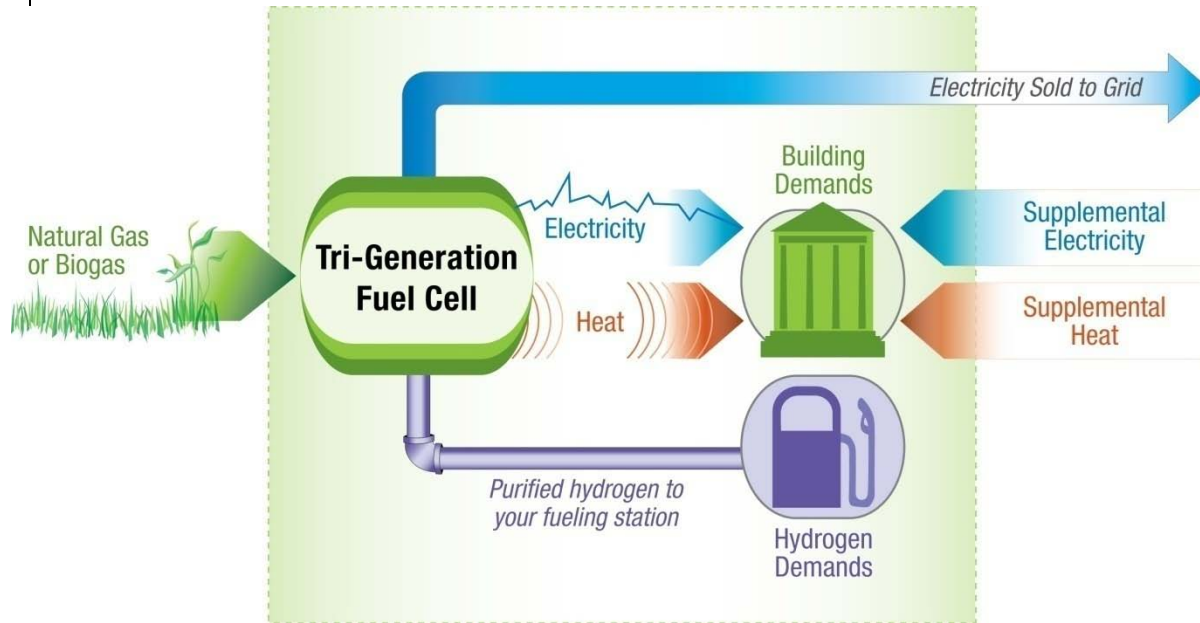 Electricity Sold to Grid
Building
Demands
Natural Gas
or Biogas
Tri-Generation
Fuel Cell
Electricity
Supplemental
Electricity
Heat
Supplemental
Heat
Purified hydrogen to
your fueling station
Hydrogen
Demands